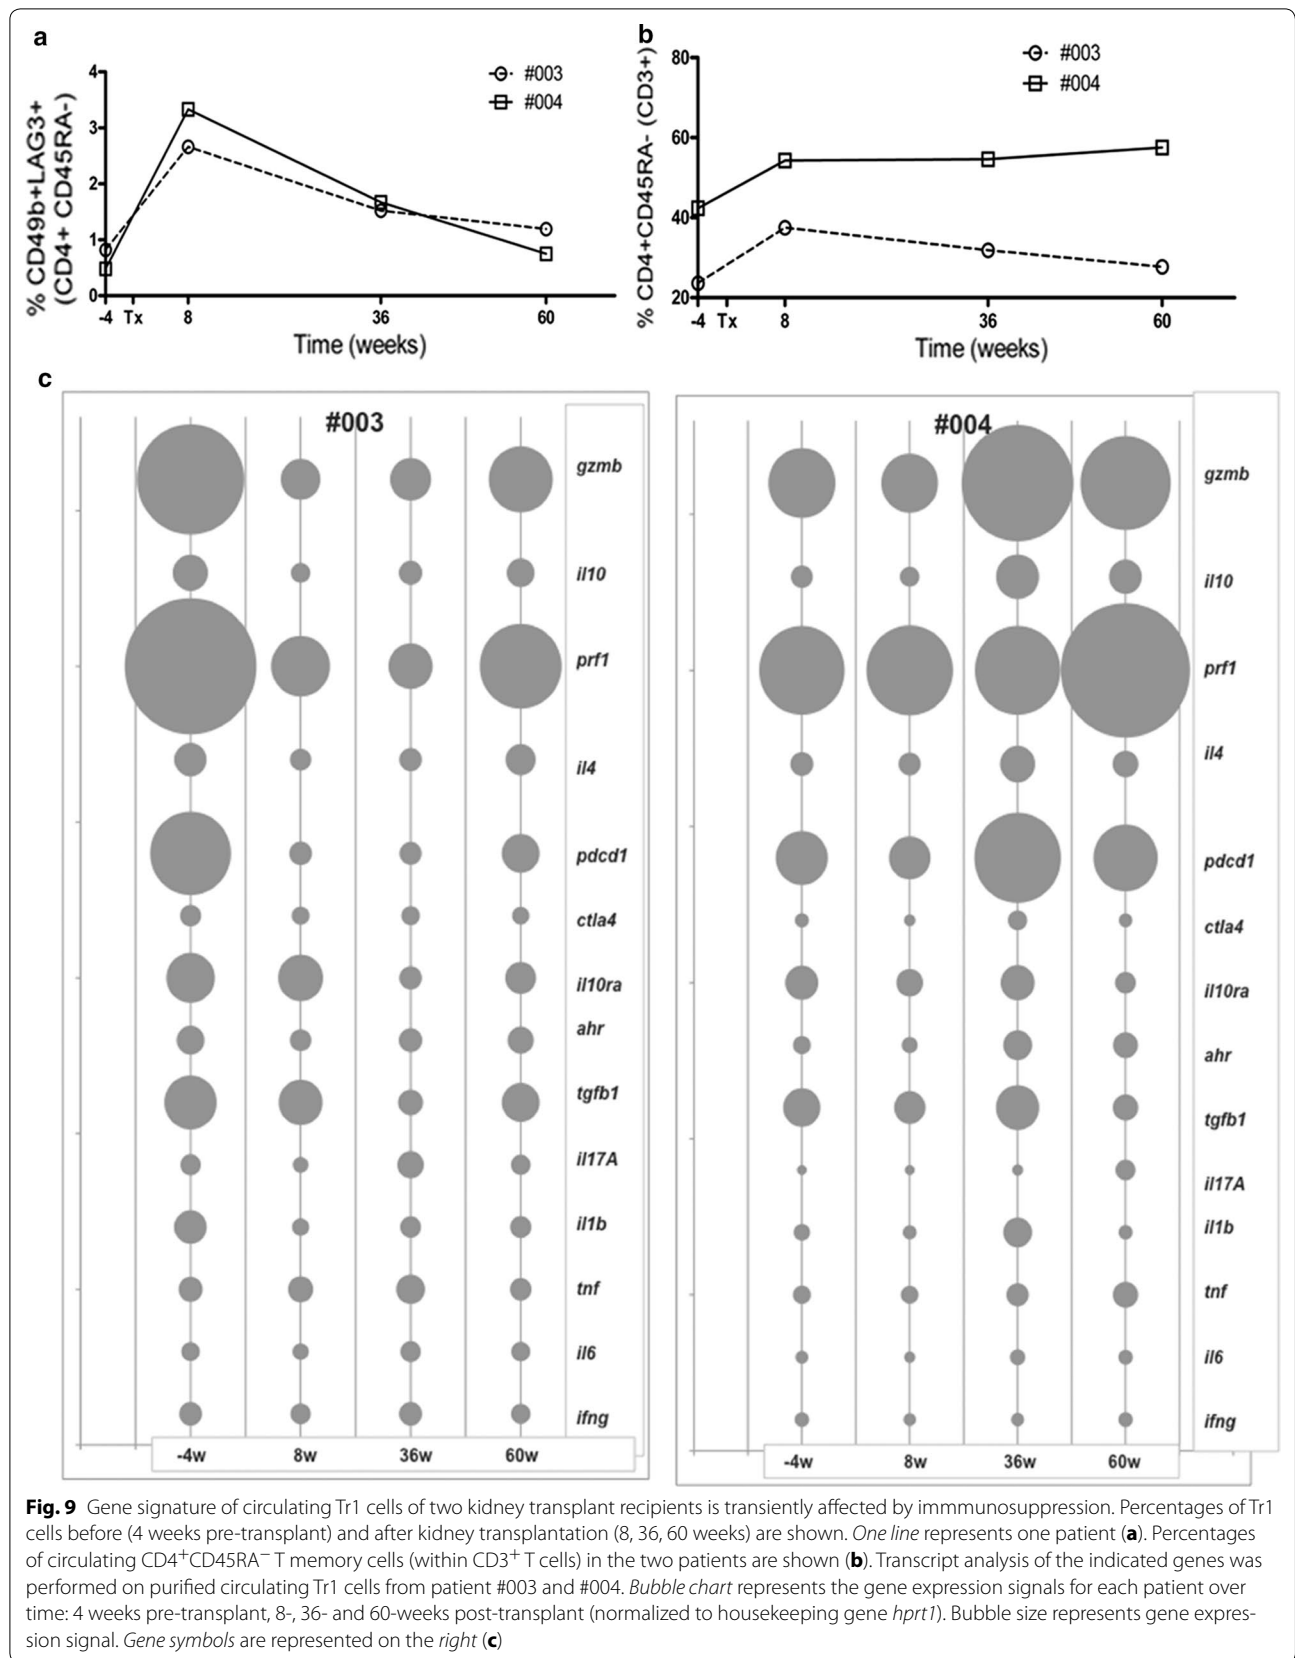 a
% CD49b+LAG3+
(CD4+ CD45RA-)
4
3
2
1
0
#003
#004
-4 Tx 8 36 60
Time (weeks)
b
% CD4+CD45RA- (CD3+)
80
60
40
20
#003
#004
-4 Tx 8 36 60
Time (weeks)
c
#003
gzmb
il10
prf1
il4
pdcd1
ctla4
il10ra
ahr
tgfb1
il17A
il1b
tnf
il6
ifng
-4w 8w 36w 60w
#004
gzmb
il10
prf1
il4
pdcd1
ctla4
il10ra
ahr
tgfb1
il17A
il1b
tnf
il6
ifng
-4w 8w 36w 60w
Fig. 9 Gene signature of circulating Tr1 cells of two kidney transplant recipients is transiently affected by immmunosuppression. Percentages of Tr1
cells before (4 weeks pre-transplant) and after kidney transplantation (8, 36, 60 weeks) are shown. One line represents one patient (a). Percentages
of circulating CD4+CD45RA− T memory cells (within CD3+ T cells) in the two patients are shown (b). Transcript analysis of the indicated genes was
performed on purified circulating Tr1 cells from patient #003 and #004. Bubble chart represents the gene expression signals for each patient over
time: 4 weeks pre-transplant, 8-, 36- and 60-weeks post-transplant (normalized to housekeeping gene hprt1). Bubble size represents gene expres-
sion signal. Gene symbols are represented on the right (c)